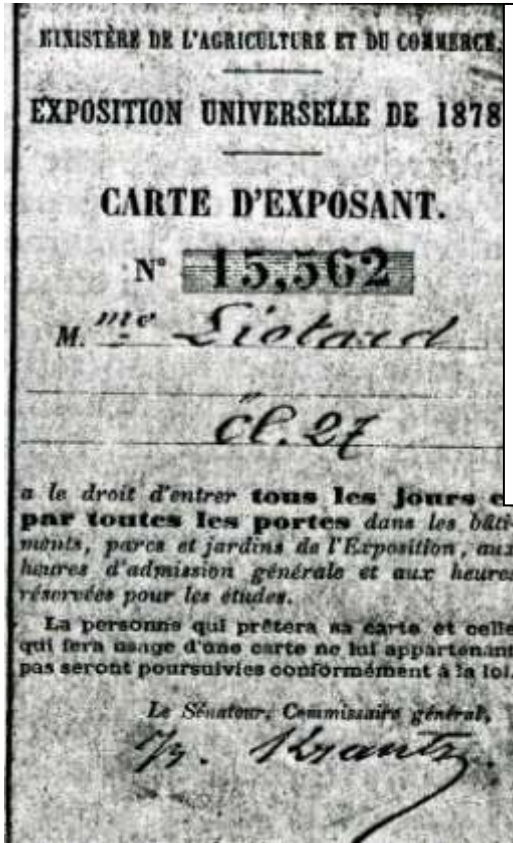 MINISTÈRE DE L'AGRICULTURE ET DU COMMERCE.
EXPOSITION UNIVERSELLE DE 1878
CARTE D'EXPOSANT.
N° 15,562
M. me Liotard
cl. 27
a le droit d'entrer tous les jours e
par toutes les portes dans les bâti-
ments, parcs et jardins de l'Exposition, aux
heures d'admission générale et aux heures
réservées pour les études.
La personne qui prêtera sa carte et celle
qui fera usage d'une carte ne lui appartenant
pas seront poursuivies conformément à la loi.
Le Sénateur, Commissaire général,
Krantz